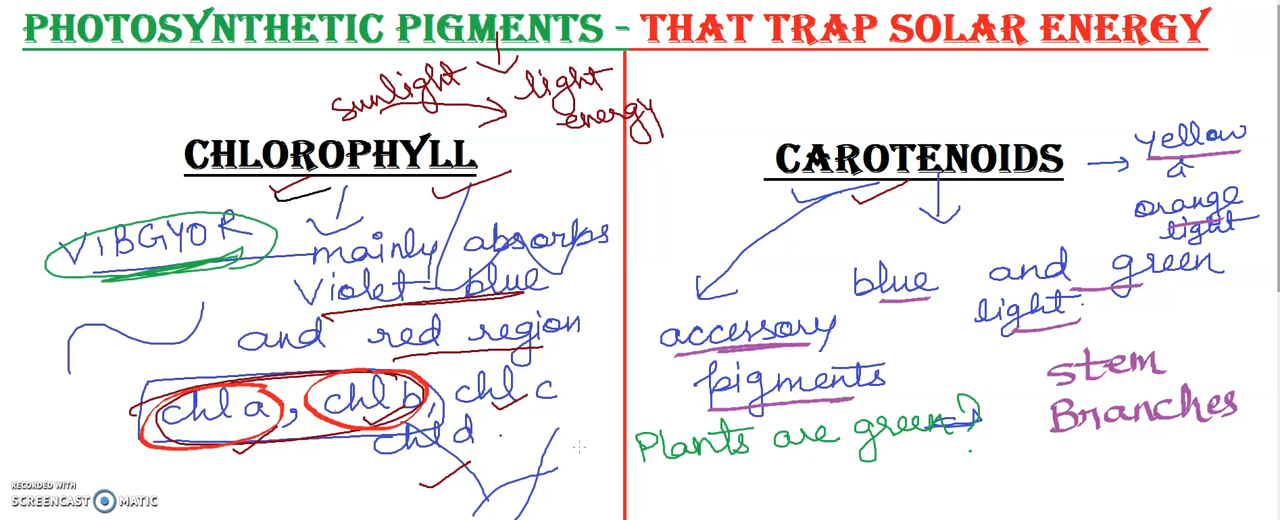 PHOTOSYNTHETIC PIGMENTS - THAT TRAP SOLAR ENERGY
sunlight
light
energy
CHLOROPHYLL
VIBGYOR
mainly absorbs
Violet - blue
and red region
chl a, chl b, chl c
chl d
CAROTENOIDS
yellow
orange
light
blue and green
light.
accessory
pigments
Plants are green?
stem
Branches
RECORDED WITH
SCREENCAST MATIC